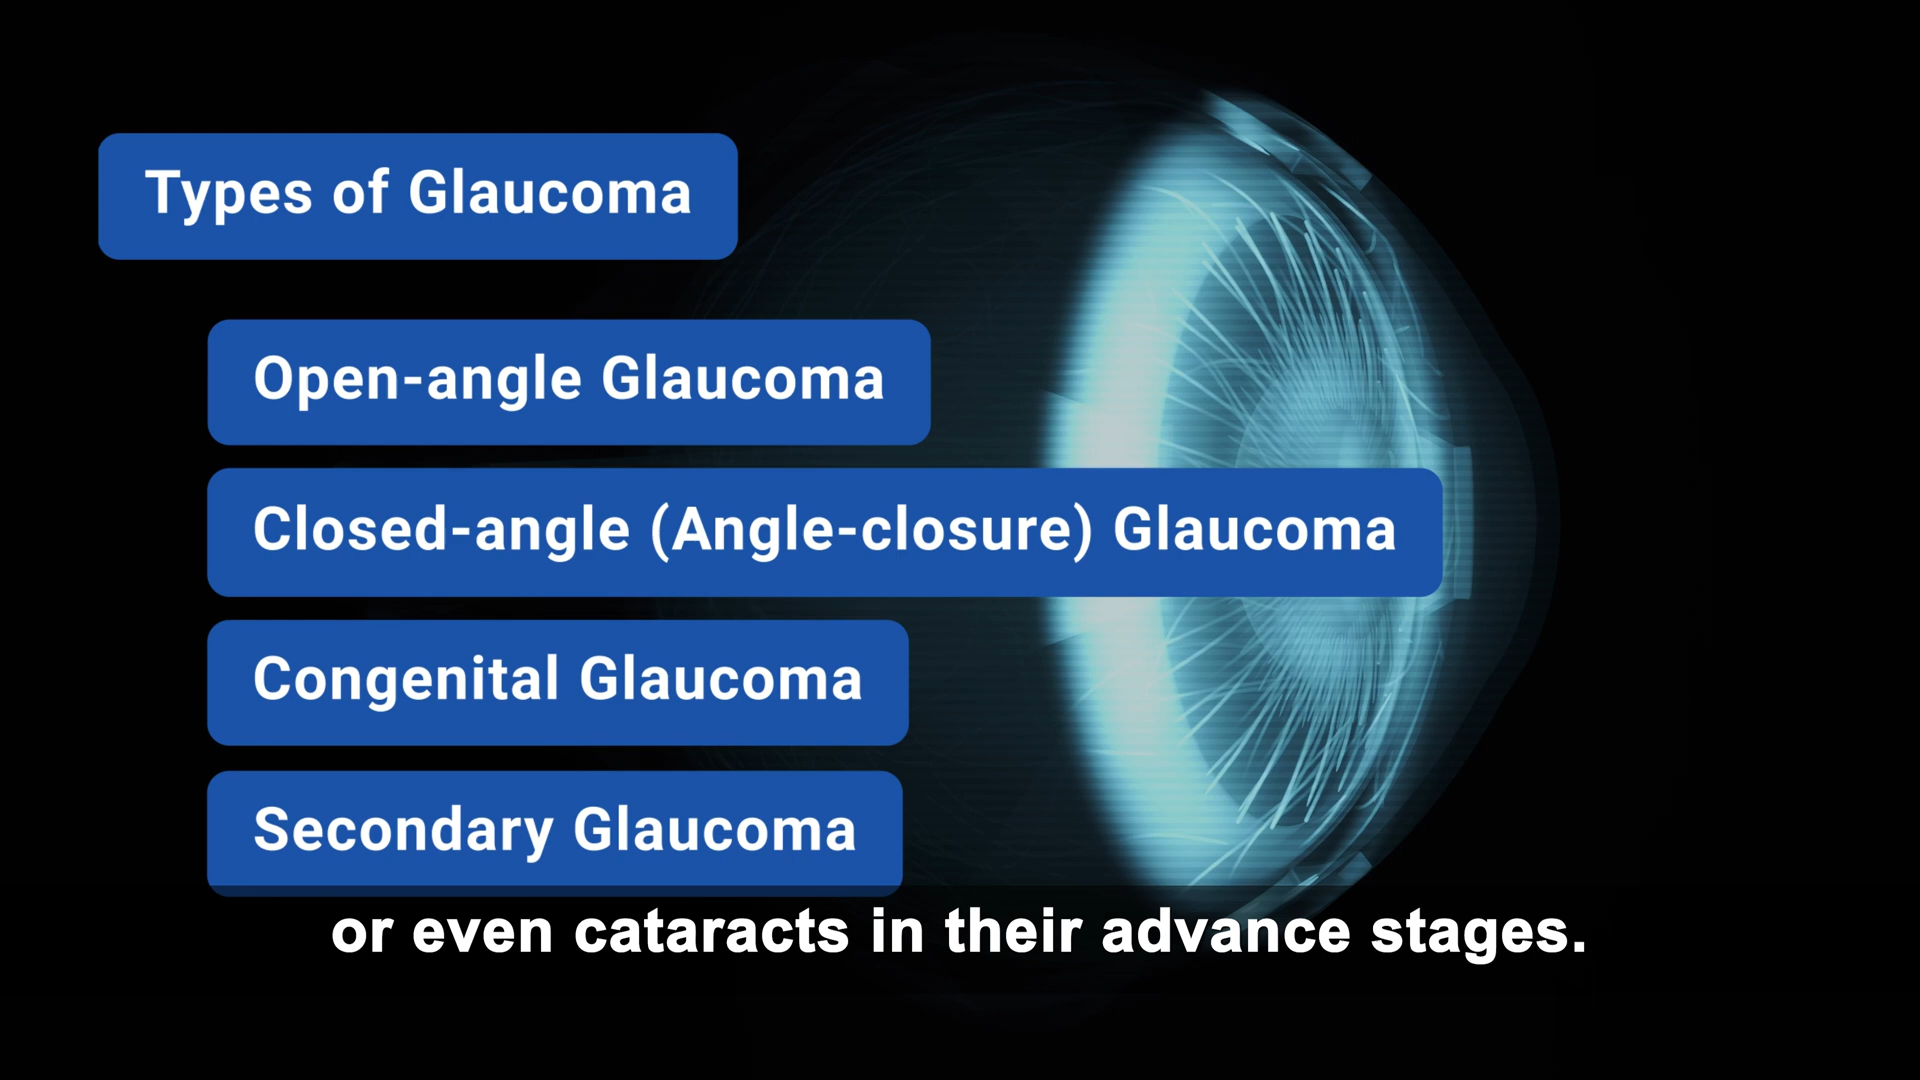 Types of Glaucoma
Open-angle Glaucoma
Closed-angle (Angle-closure) Glaucoma
Congenital Glaucoma
Secondary Glaucoma
or even cataracts in their advance stages.